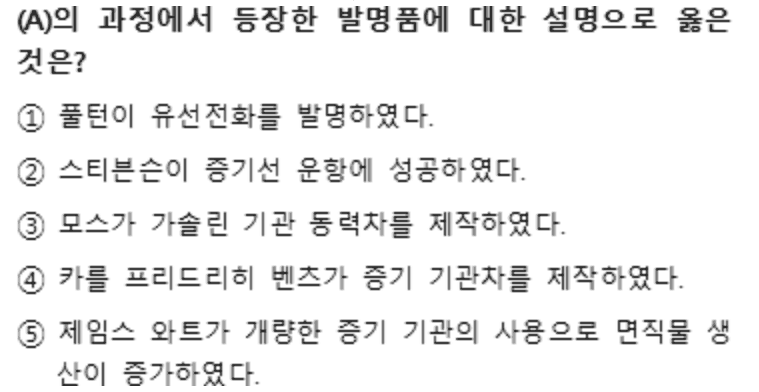 (A)의 과정에서 등장한 발명품에 대한 설명으로 옳은
것은?
① 풀턴이 유선전화를 발명하였다.
② 스티븐슨이 증기선 운항에 성공하였다.
③ 모스가 가솔린 기관 동력차를 제작하였다.
④ 카를 프리드리히 벤츠가 증기 기관차를 제작하였다.
⑤ 제임스 와트가 개량한 증기 기관의 사용으로 면직물 생
산이 증가하였다.